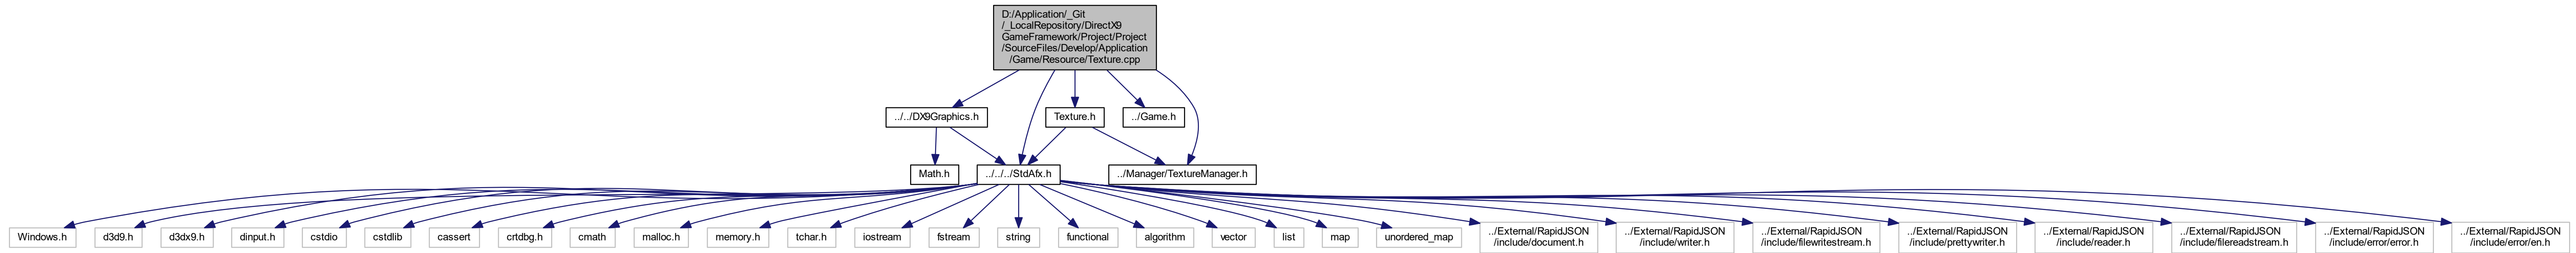 D:/Application/_Git
/_LocalRepository/DirectX9
GameFramework/Project/Project
/SourceFiles/Develop/Application
/Game/Resource/Texture.cpp
../../DX9Graphics.h
Texture.h
../Game.h
Math.h
../../../StdAfx.h
../Manager/TextureManager.h
Windows.h
d3d9.h
d3dx9.h
dinput.h
cstdio
cstdlib
cassert
crtdbg.h
cmath
malloc.h
memory.h
tchar.h
iostream
fstream
string
functional
algorithm
vector
list
map
unordered_map
../External/RapidJSON
/include/document.h
../External/RapidJSON
/include/writer.h
../External/RapidJSON
/include/filewritestream.h
../External/RapidJSON
/include/prettywriter.h
../External/RapidJSON
/include/reader.h
../External/RapidJSON
/include/filereadstream.h
../External/RapidJSON
/include/error/error.h
../External/RapidJSON
/include/error/en.h